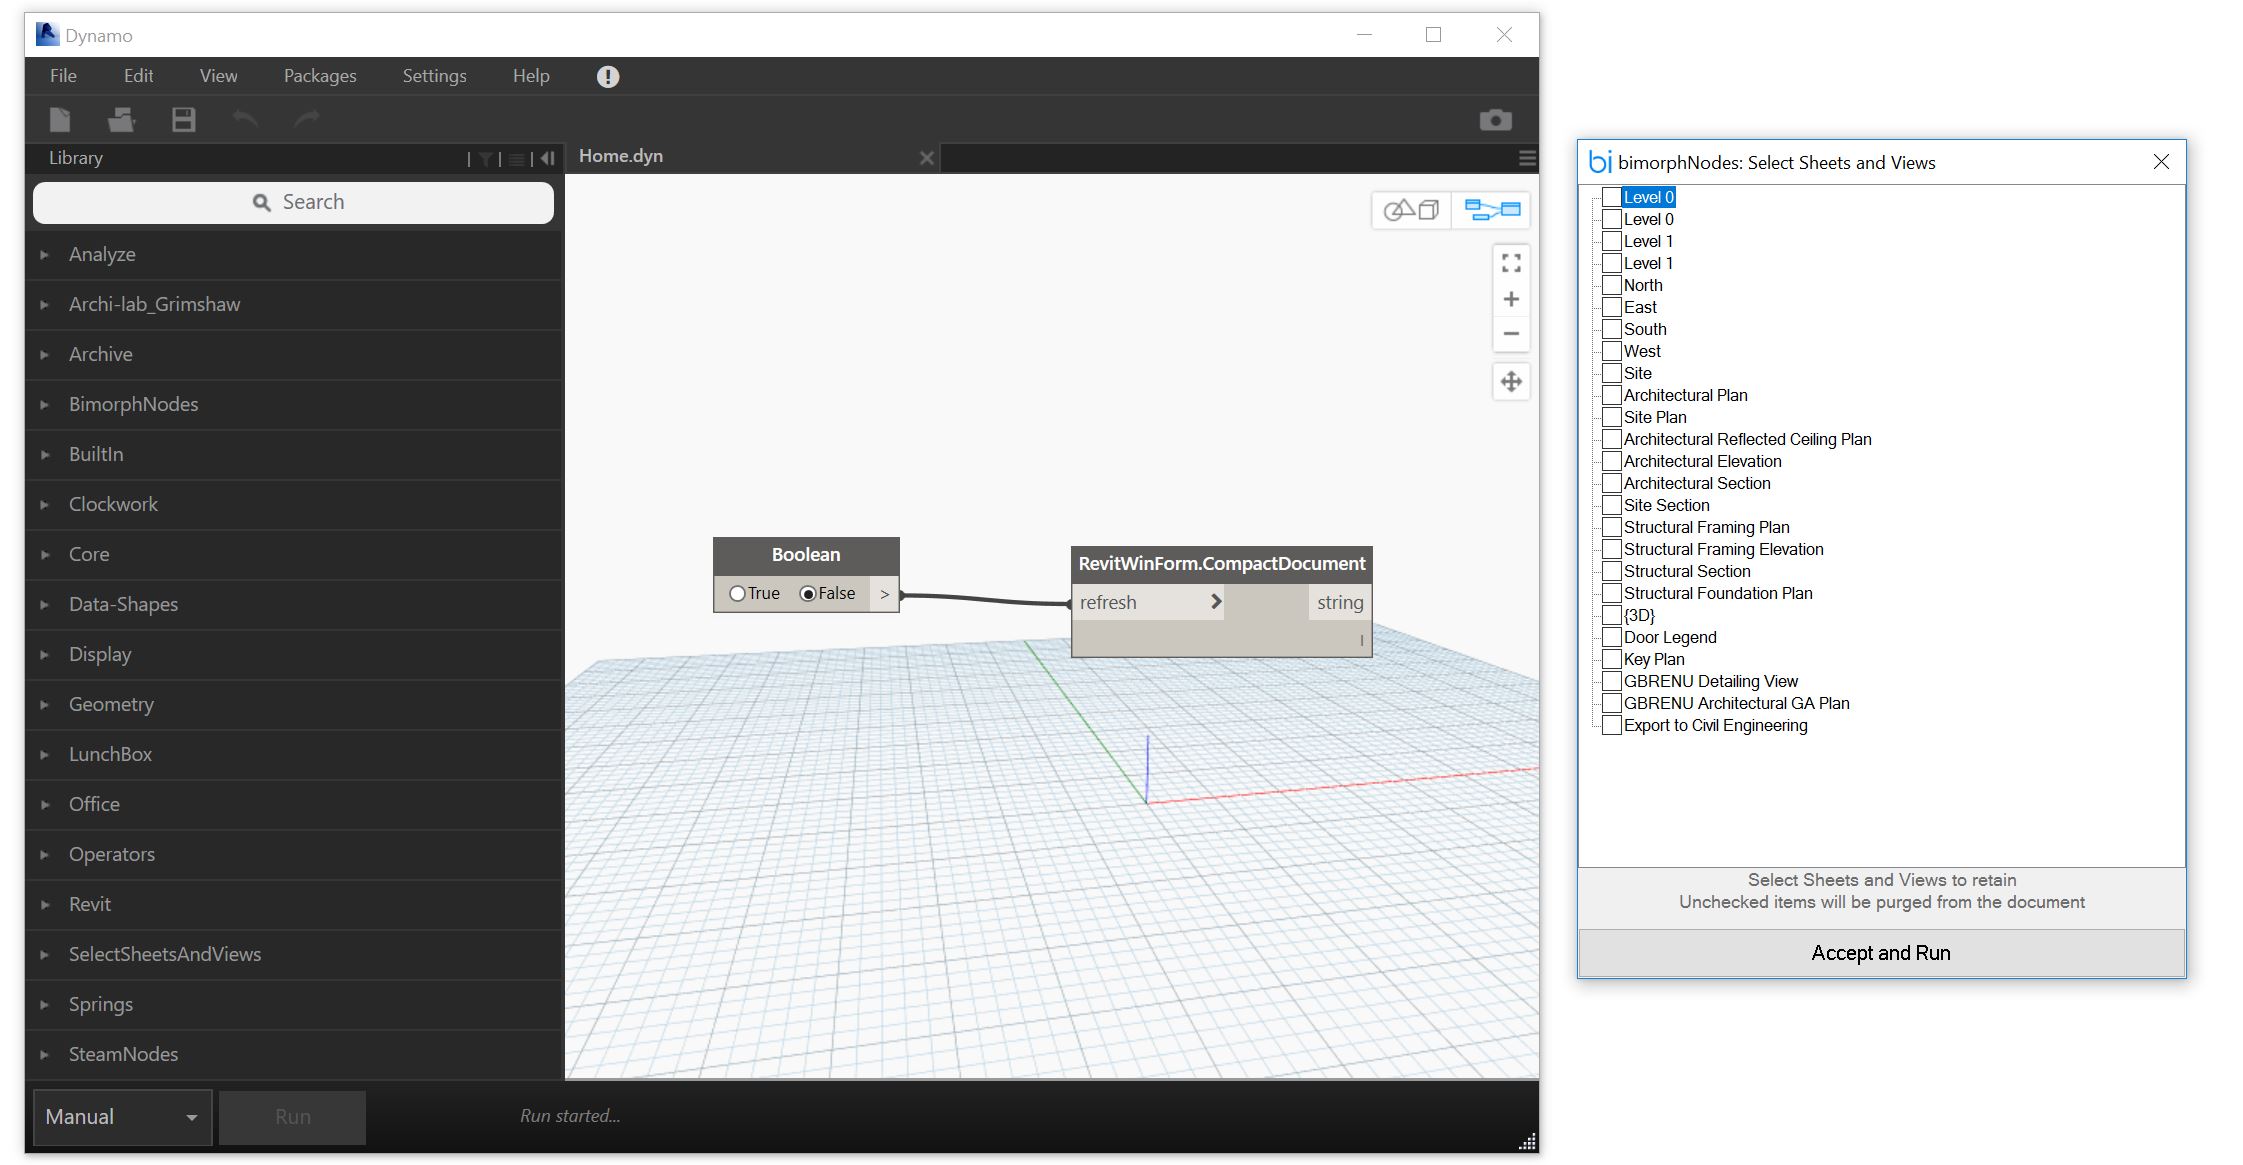 Dynamo
File Edit View Packages Settings Help !
Library
Home.dyn
Search
Analyze
Archi-lab_Grimshaw
Archive
BimorphNodes
BuiltIn
Clockwork
Core
Data-Shapes
Display
Geometry
LunchBox
Office
Operators
Revit
SelectSheetsAndViews
Springs
SteamNodes
Manual
Run
Run started...
Boolean
True False >
RevitWinForm.CompactDocument
refresh > string
l
bi bimorphNodes: Select Sheets and Views
Level 0
Level 0
Level 1
Level 1
North
East
South
West
Site
Architectural Plan
Site Plan
Architectural Reflected Ceiling Plan
Architectural Elevation
Architectural Section
Site Section
Structural Framing Plan
Structural Framing Elevation
Structural Section
Structural Foundation Plan
{3D}
Door Legend
Key Plan
GBRENU Detailing View
GBRENU Architectural GA Plan
Export to Civil Engineering
Select Sheets and Views to retain
Unchecked items will be purged from the document
Accept and Run